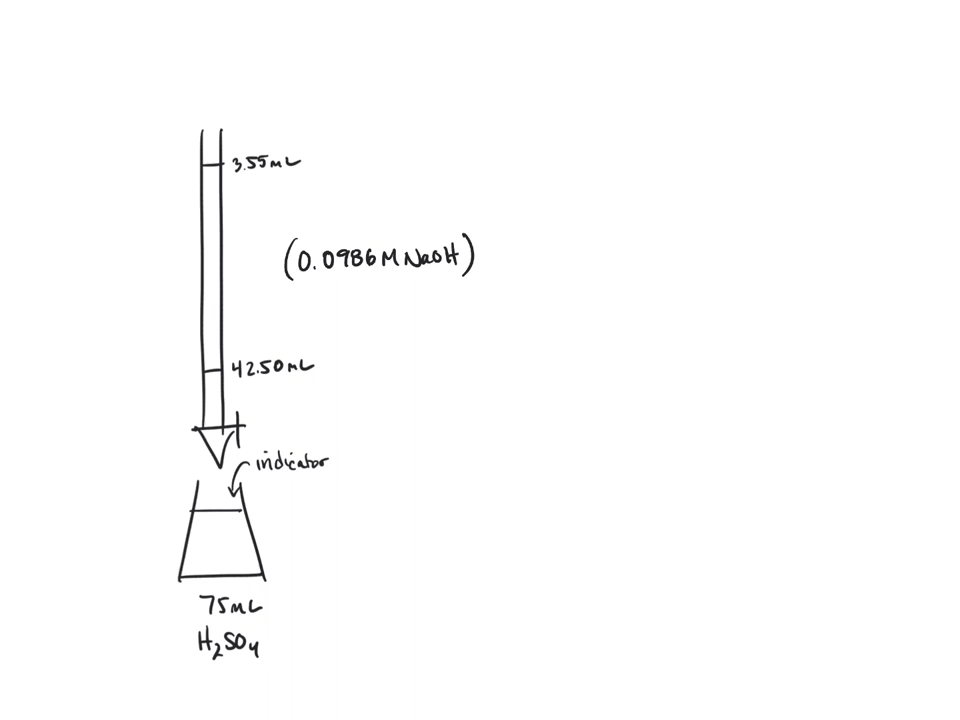 3.55mL
(0.0986M NaOH)
42.50mL
indicator
75mL
H₂SO₄